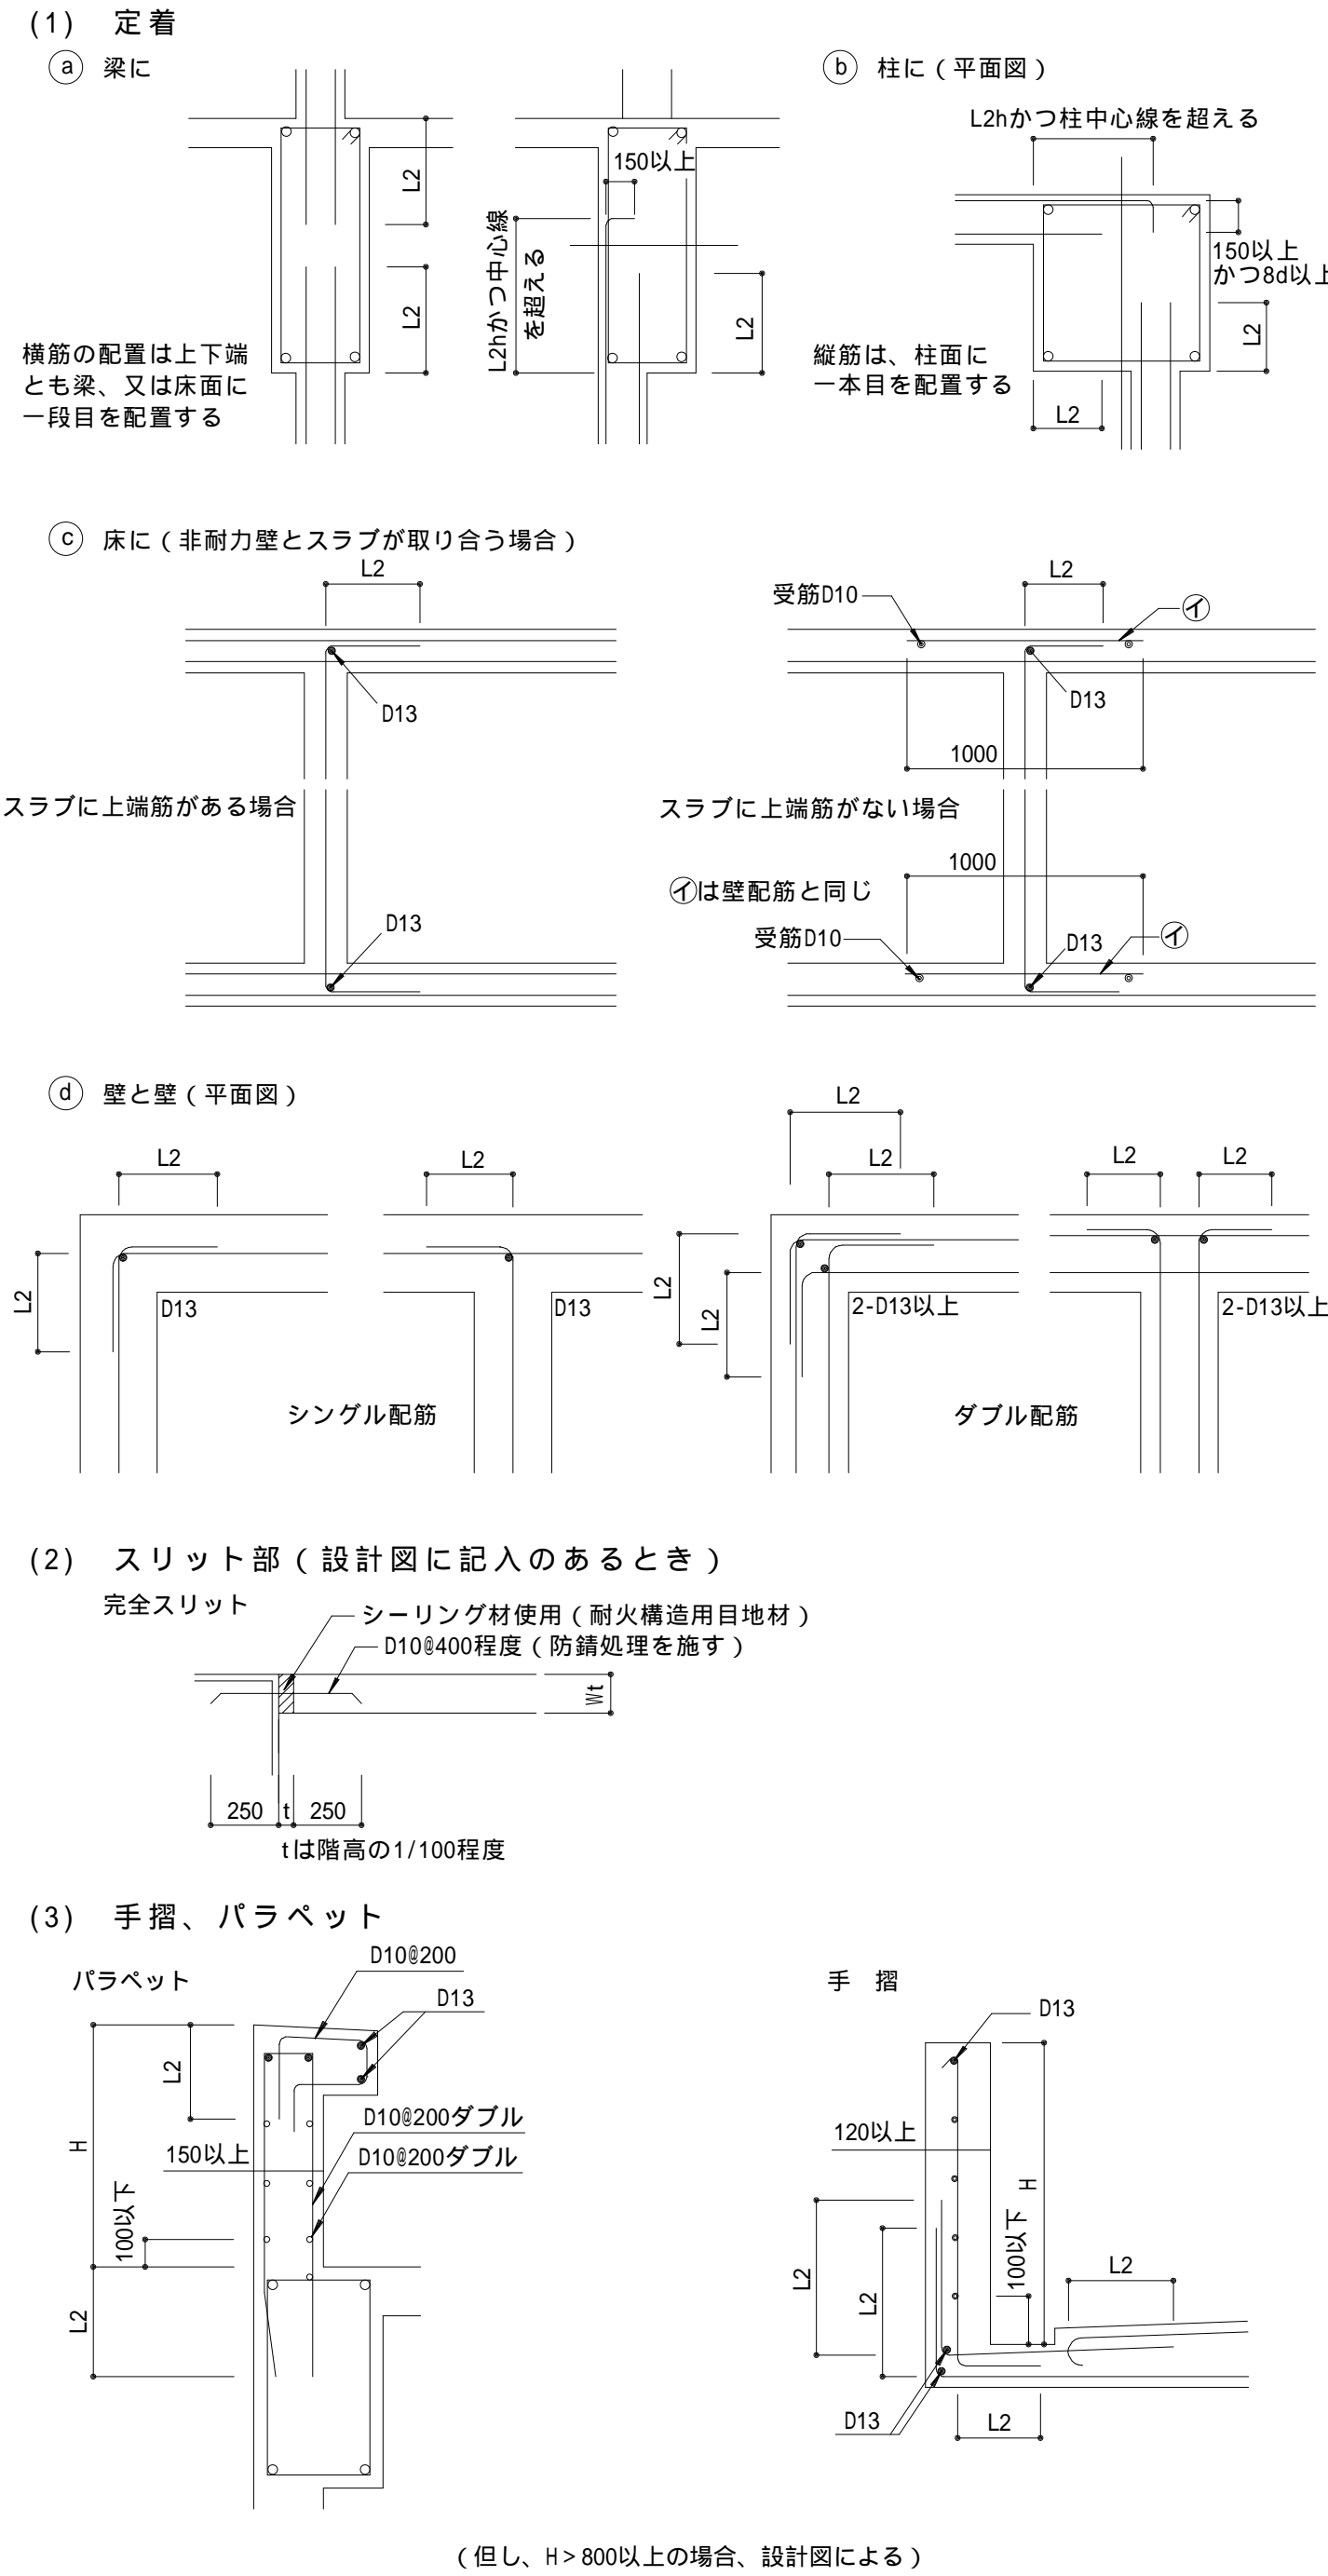 (1) 定着
ⓐ 梁に
ⓑ 柱に(平面図)
L2hかつ柱中心線を超える
L2
150以上
L2hかつ中心線
を超える
L2
L2
150以上
かつ8d以上
L2
L2
横筋の配置は上下端
とも梁、又は床面に
一段目を配置する
縦筋は、柱面に
一本目を配置する
ⓒ 床に(非耐力壁とスラブが取り合う場合)
L2
D13
スラブに上端筋がある場合
D13
L2
受筋D10
㋑
D13
1000
スラブに上端筋がない場合
1000
㋑は壁配筋と同じ
受筋D10
D13
㋑
ⓓ 壁と壁(平面図)
L2
L2
L2
D13
D13
シングル配筋
L2
L2
L2
L2
L2
L2
2-D13以上
2-D13以上
ダブル配筋
(2) スリット部(設計図に記入のあるとき)
完全スリット
シーリング材使用(耐火構造用目地材)
D10@400程度(防錆処理を施す)
Wt
250
t
250
tは階高の1/100程度
(3) 手摺、パラペット
パラペット
D10@200
D13
L2
H
D10@200ダブル
150以上
D10@200ダブル
100以下
L2
手 摺
D13
120以上
H
100以下
L2
L2
L2
D13
L2
(但し、H>800以上の場合、設計図による)